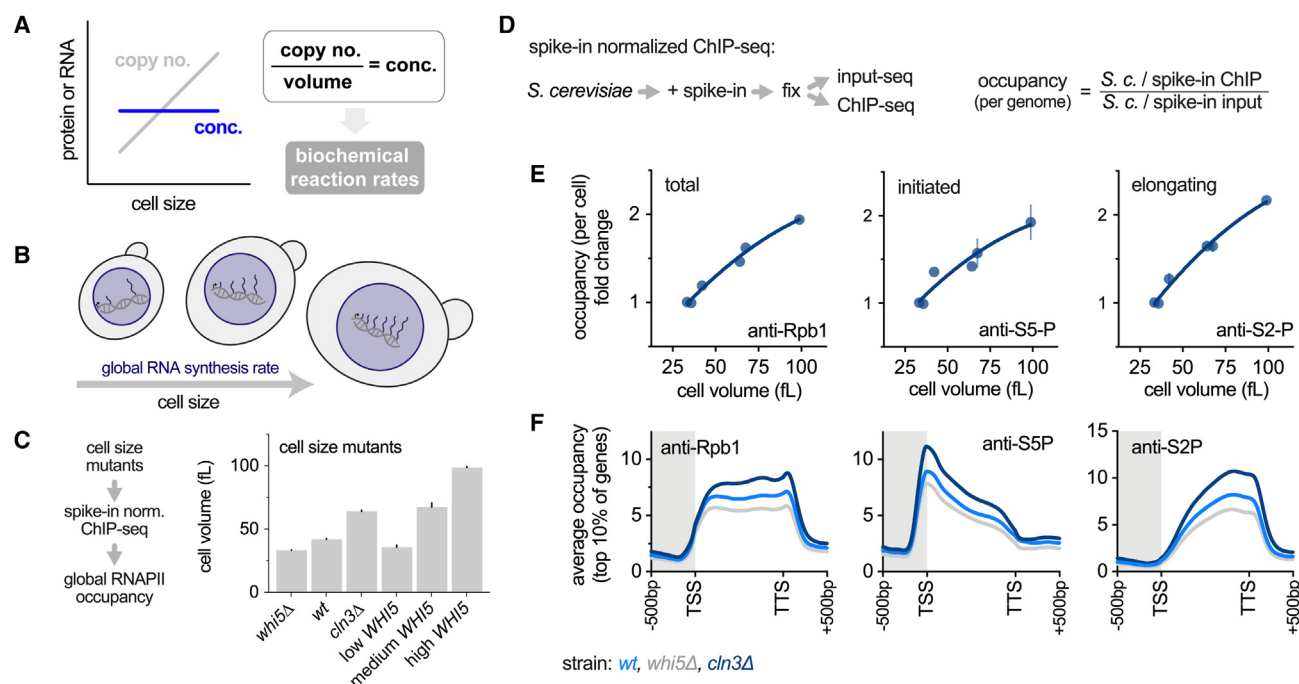 A
protein or RNA
copy no.
conc.
cell size
copy no.
volume
= conc.
biochemical
reaction rates
B
global RNA synthesis rate
cell size
C
cell size
mutants
spike-in norm.
ChIP-seq
global RNAPII
occupancy
cell size mutants
cell volume (fL)
100
50
0
whi5Δ
wt
cln3Δ
low WHI5
medium WHI5
high WHI5
D
spike-in normalized ChIP-seq:
S. cerevisiae
+ spike-in
fix
input-seq
ChIP-seq
occupancy
(per genome)
=
S. c. / spike-in ChIP
S. c. / spike-in input
E
occupancy (per cell)
fold change
total
2
1
anti-Rpb1
25 50 75 100
cell volume (fL)
initiated
2
1
anti-S5-P
25 50 75 100
cell volume (fL)
elongating
2
1
anti-S2-P
25 50 75 100
cell volume (fL)
F
average occupancy
(top 10% of genes)
anti-Rpb1
10
5
0
-500bp
TSS
TTS
+500bp
anti-S5P
10
5
0
-500bp
TSS
TTS
+500bp
anti-S2P
15
10
5
0
-500bp
TSS
TTS
+500bp
strain: wt, whi5Δ, cln3Δ